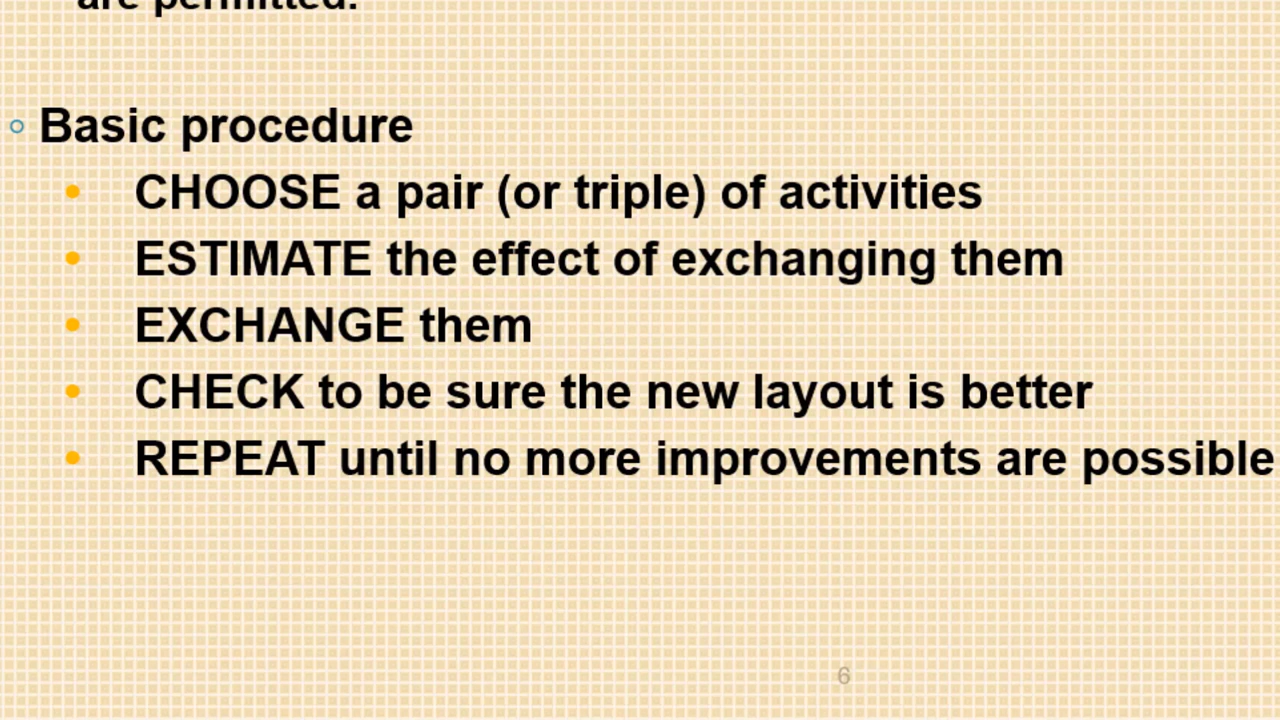 are permitted.
Basic procedure
CHOOSE a pair (or triple) of activities
ESTIMATE the effect of exchanging them
EXCHANGE them
CHECK to be sure the new layout is better
REPEAT until no more improvements are possible
6